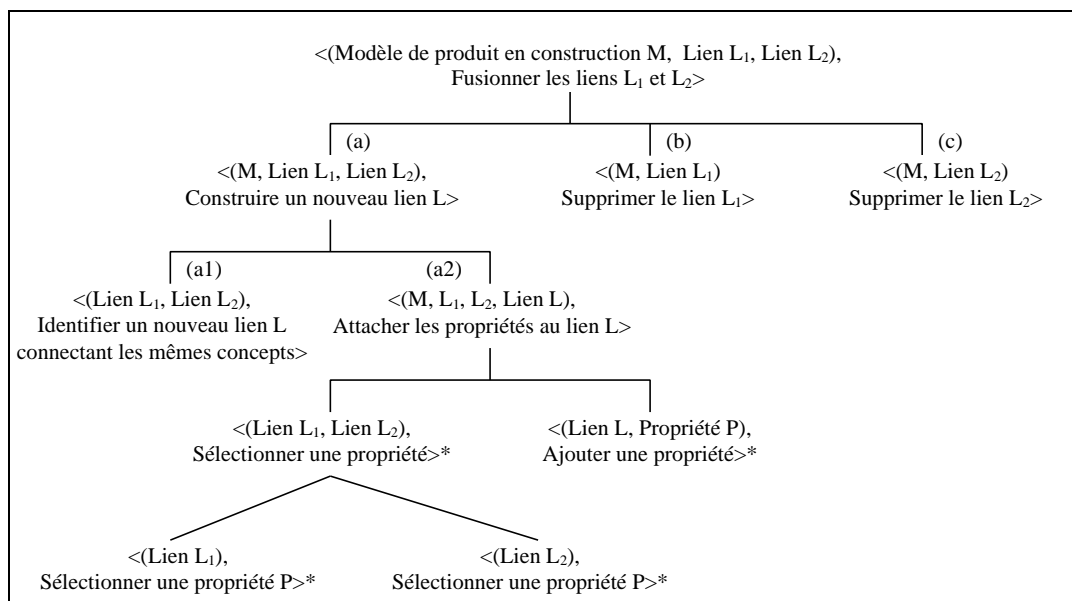 <(Modèle de produit en construction M, Lien L₁, Lien L₂),
Fusionner les liens L₁ et L₂>
(a)
<(M, Lien L₁, Lien L₂),
Construire un nouveau lien L>
(b)
<(M, Lien L₁)
Supprimer le lien L₁>
(c)
<(M, Lien L₂)
Supprimer le lien L₂>
(a1)
<(Lien L₁, Lien L₂),
Identifier un nouveau lien L
connectant les mêmes concepts>
(a2)
<(M, L₁, L₂, Lien L),
Attacher les propriétés au lien L>
<(Lien L₁, Lien L₂),
Sélectionner une propriété>*
<(Lien L, Propriété P),
Ajouter une propriété>*
<(Lien L₁),
Sélectionner une propriété P>*
<(Lien L₂),
Sélectionner une propriété P>*